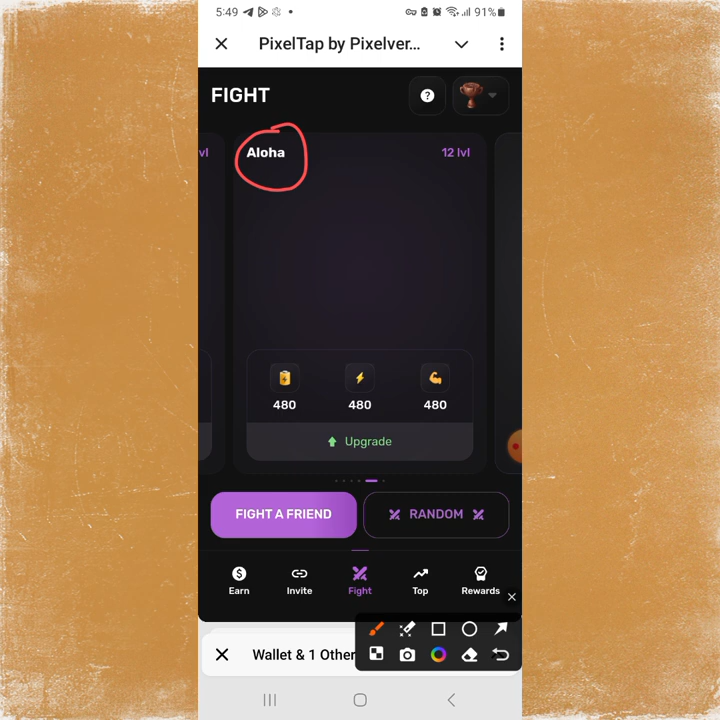 5:49
91%
PixelTap by Pixelver...
FIGHT
?
vl
Aloha
12 lvl
480
480
480
Upgrade
FIGHT A FRIEND
RANDOM
Earn
Invite
Fight
Top
Rewards
Wallet & 1 Other